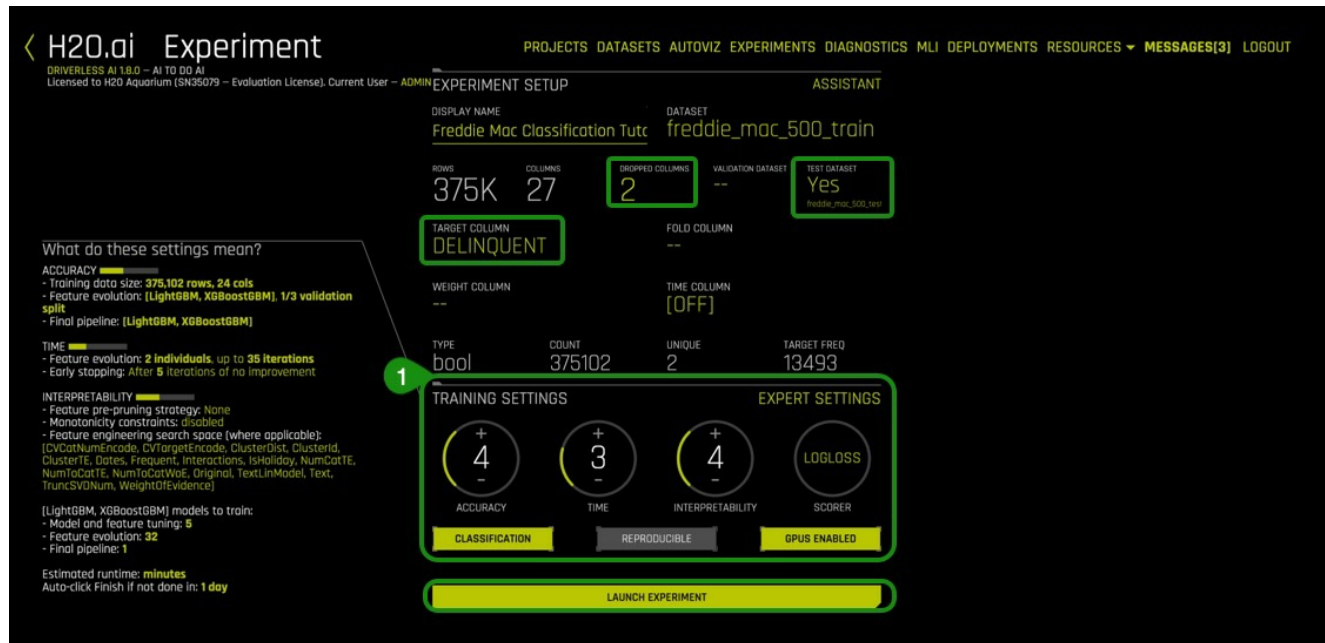 H2O.ai Experiment
DRIVERLESS AI 1.8.0 – AI TO DO AI
Licensed to H2O Aquarium (SN35079 – Evaluation License). Current User – ADMIN
PROJECTS DATASETS AUTOVIZ EXPERIMENTS DIAGNOSTICS MLI DEPLOYMENTS RESOURCES MESSAGES[3] LOGOUT
EXPERIMENT SETUP ASSISTANT
DISPLAY NAME DATASET
Freddie Mac Classification Tutc freddie_mac_500_train
ROWS COLUMNS DROPPED COLUMNS VALIDATION DATASET TEST DATASET
375K 27 2 -- Yes
freddie_mac_500_test
TARGET COLUMN FOLD COLUMN
DELINQUENT --
WEIGHT COLUMN TIME COLUMN
-- [OFF]
TYPE COUNT UNIQUE TARGET FREQ
bool 375102 2 13493
What do these settings mean?
ACCURACY
- Training data size: 375,102 rows, 24 cols
- Feature evolution: [LightGBM, XGBoostGBM], 1/3 validation
split
- Final pipeline: [LightGBM, XGBoostGBM]
TIME
- Feature evolution: 2 individuals, up to 35 iterations
- Early stopping: After 5 iterations of no improvement
INTERPRETABILITY
- Feature pre-pruning strategy: None
- Monotonicity constraints: disabled
- Feature engineering search space (where applicable):
[CVCatNumEncode, CVTargetEncode, ClusterDist, ClusterId,
ClusterTE, Dates, Frequent, Interactions, IsHoliday, NumCatTE,
NumToCatTE, NumToCatWoE, Original, TextLinModel, Text,
TruncSVDNum, WeightOfEvidence]
[LightGBM, XGBoostGBM] models to train:
- Model and feature tuning: 5
- Feature evolution: 32
- Final pipeline: 1
Estimated runtime: minutes
Auto-click Finish if not done in: 1 day
1
TRAINING SETTINGS EXPERT SETTINGS
+ + +
4 3 4 LOGLOSS
- - -
ACCURACY TIME INTERPRETABILITY SCORER
CLASSIFICATION REPRODUCIBLE GPUS ENABLED
LAUNCH EXPERIMENT